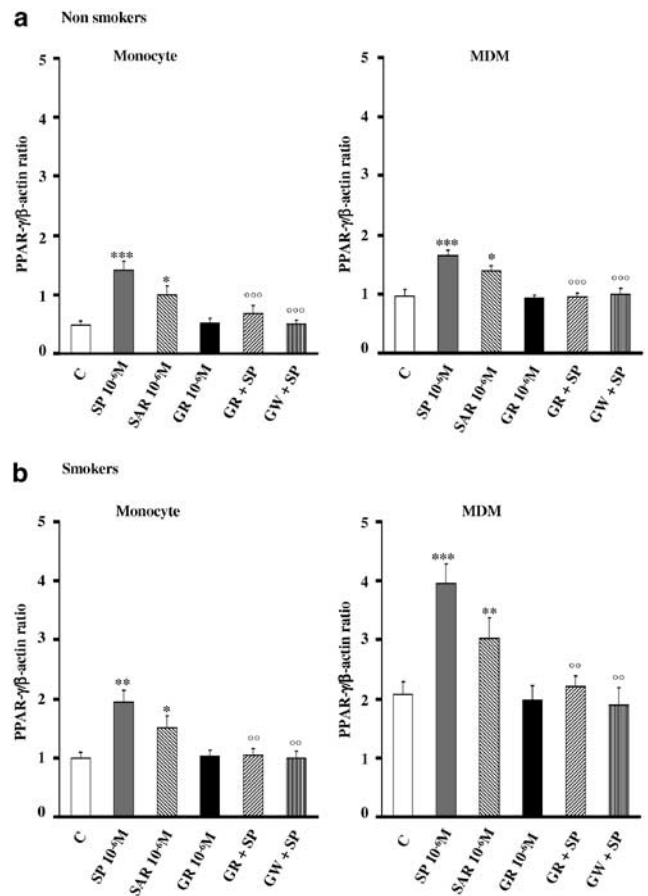 a Non smokers
Monocyte
PPAR-γ/β-actin ratio
5
4
3
2
1
0
***
*
°°°
°°°
C
SP 10⁻⁶M
SAR 10⁻⁶M
GR 10⁻⁶M
GR + SP
GW + SP
MDM
PPAR-γ/β-actin ratio
5
4
3
2
1
0
***
*
°°°
°°°
C
SP 10⁻⁶M
SAR 10⁻⁶M
GR 10⁻⁶M
GR + SP
GW + SP
b Smokers
Monocyte
PPAR-γ/β-actin ratio
5
4
3
2
1
0
**
*
°°
°°
C
SP 10⁻⁶M
SAR 10⁻⁶M
GR 10⁻⁶M
GR + SP
GW + SP
MDM
PPAR-γ/β-actin ratio
5
4
3
2
1
0
***
**
°°
°°
C
SP 10⁻⁶M
SAR 10⁻⁶M
GR 10⁻⁶M
GR + SP
GW + SP